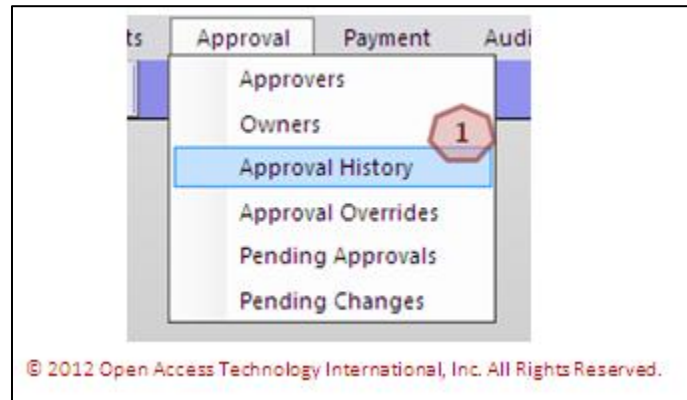 ts Approval Payment Audi
Approvers
Owners
1
Approval History
Approval Overrides
Pending Approvals
Pending Changes
© 2012 Open Access Technology International, Inc. All Rights Reserved.